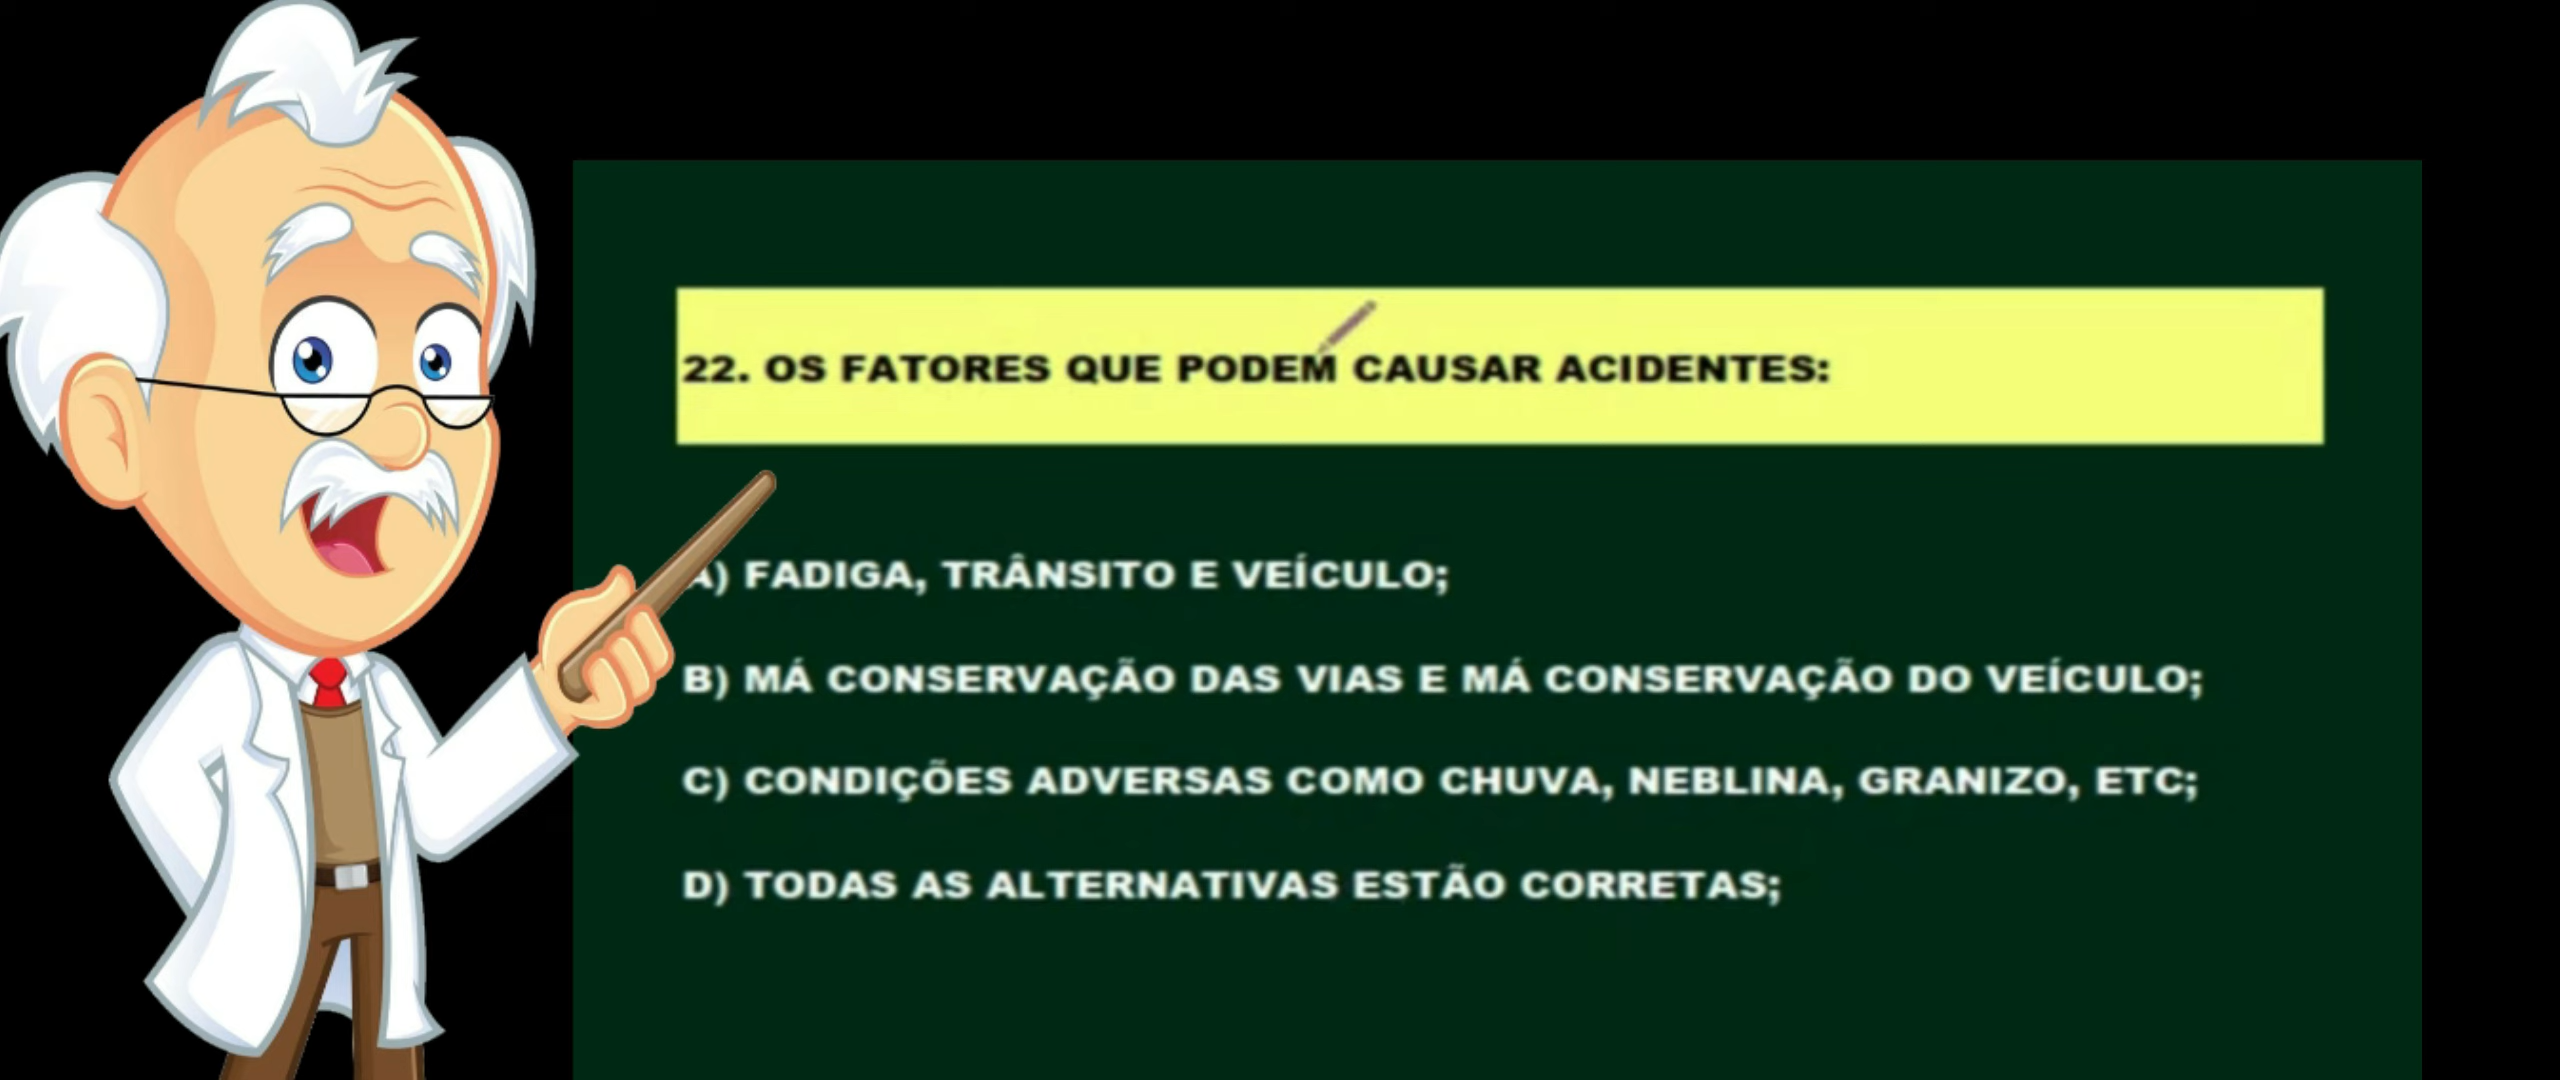 22. OS FATORES QUE PODEM CAUSAR ACIDENTES:
A) FADIGA, TRÂNSITO E VEÍCULO;
B) MÁ CONSERVAÇÃO DAS VIAS E MÁ CONSERVAÇÃO DO VEÍCULO;
C) CONDIÇÕES ADVERSAS COMO CHUVA, NEBLINA, GRANIZO, ETC;
D) TODAS AS ALTERNATIVAS ESTÃO CORRETAS;